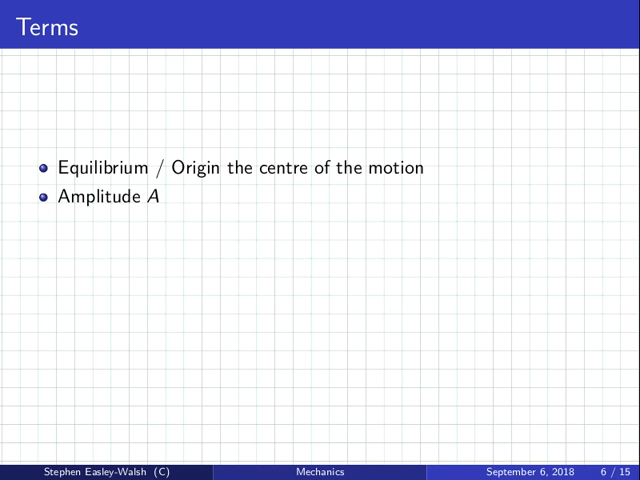 Terms
Equilibrium / Origin the centre of the motion
Amplitude A
Stephen Easley-Walsh (C) Mechanics September 6, 2018 6 / 15